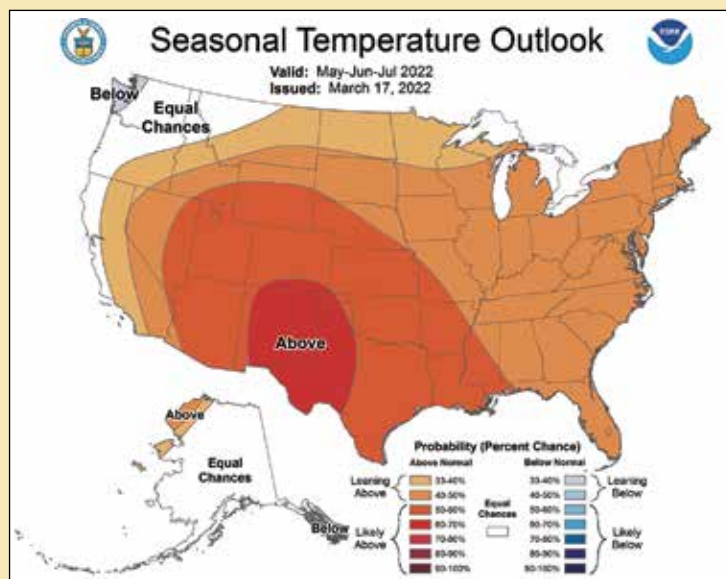 Seasonal Temperature Outlook
Valid: May-Jun-Jul 2022
Issued: March 17, 2022
Below
Equal
Chances
Above
Above
Equal
Chances
Below
Probability (Percent Chance)
Above Normal
Below Normal
Leaning
Above
33-40%
40-50%
Likely
Above
50-60%
60-70%
70-80%
80-90%
90-100%
Equal
Chances
33-40%
40-50%
Leaning
Below
50-60%
60-70%
70-80%
80-90%
90-100%
Likely
Below